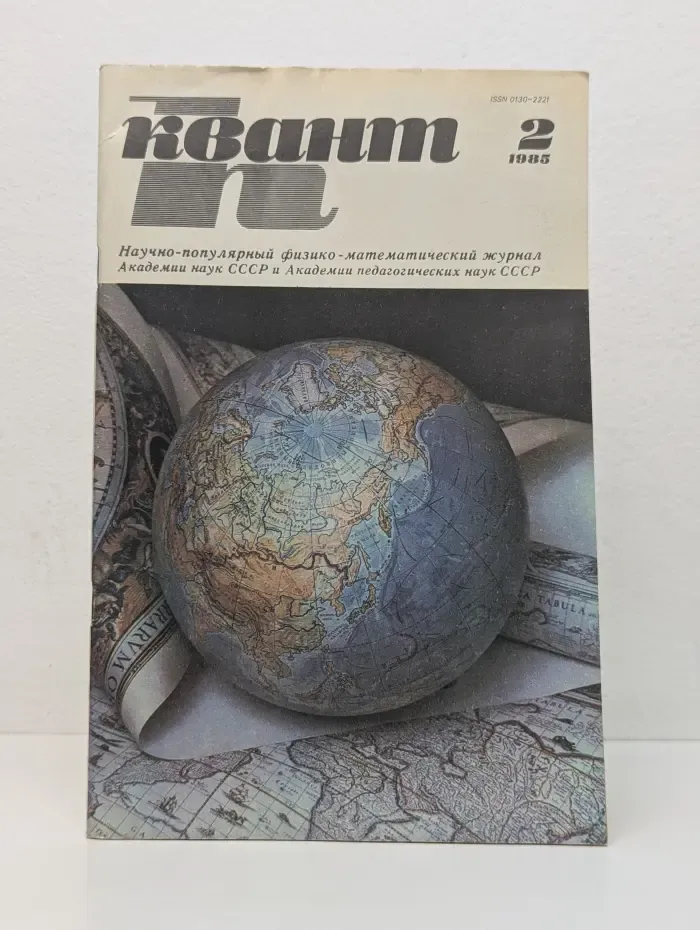 ISSN 0130-2221
квант
2
1985
Научно-популярный физико-математический журнал
Академии наук СССР и Академии педагогических наук СССР
TABULA
RARVM